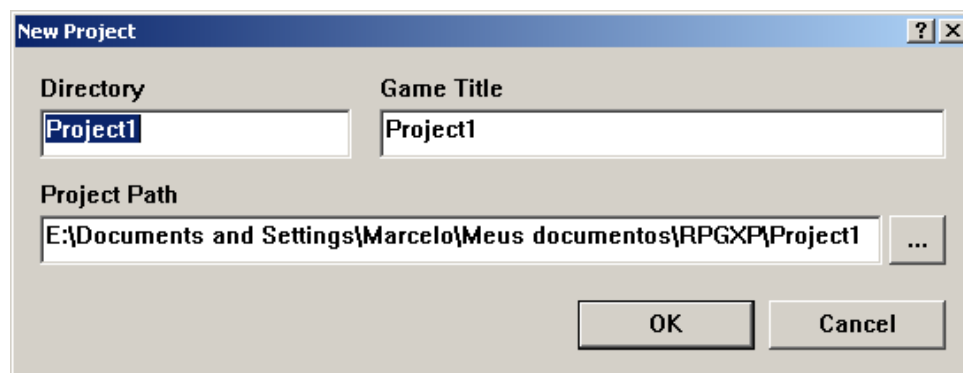 New Project
Directory
Game Title
Project1
Project1
Project Path
E:\Documents and Settings\Marcelo\Meus documentos\RPGXP\Project1
...
OK
Cancel